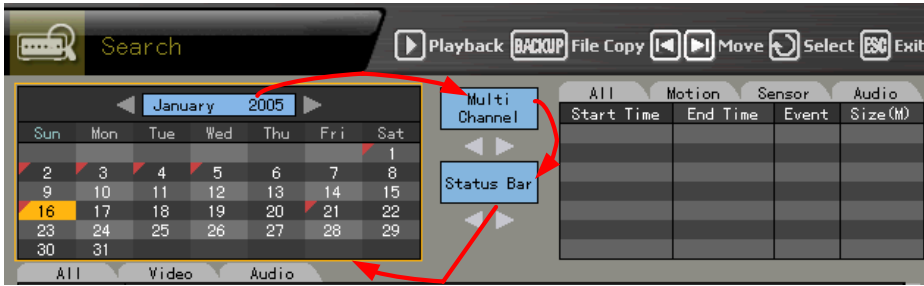 Search
Playback BACKUP File Copy Move Select ESC Exit
January 2005
Sun Mon Tue Wed Thu Fri Sat
1
2 3 4 5 6 7 8
9 10 11 12 13 14 15
16 17 18 19 20 21 22
23 24 25 26 27 28 29
30 31
Multi
Channel
Status Bar
All Motion Sensor Audio
Start Time End Time Event Size(M)
All Video Audio